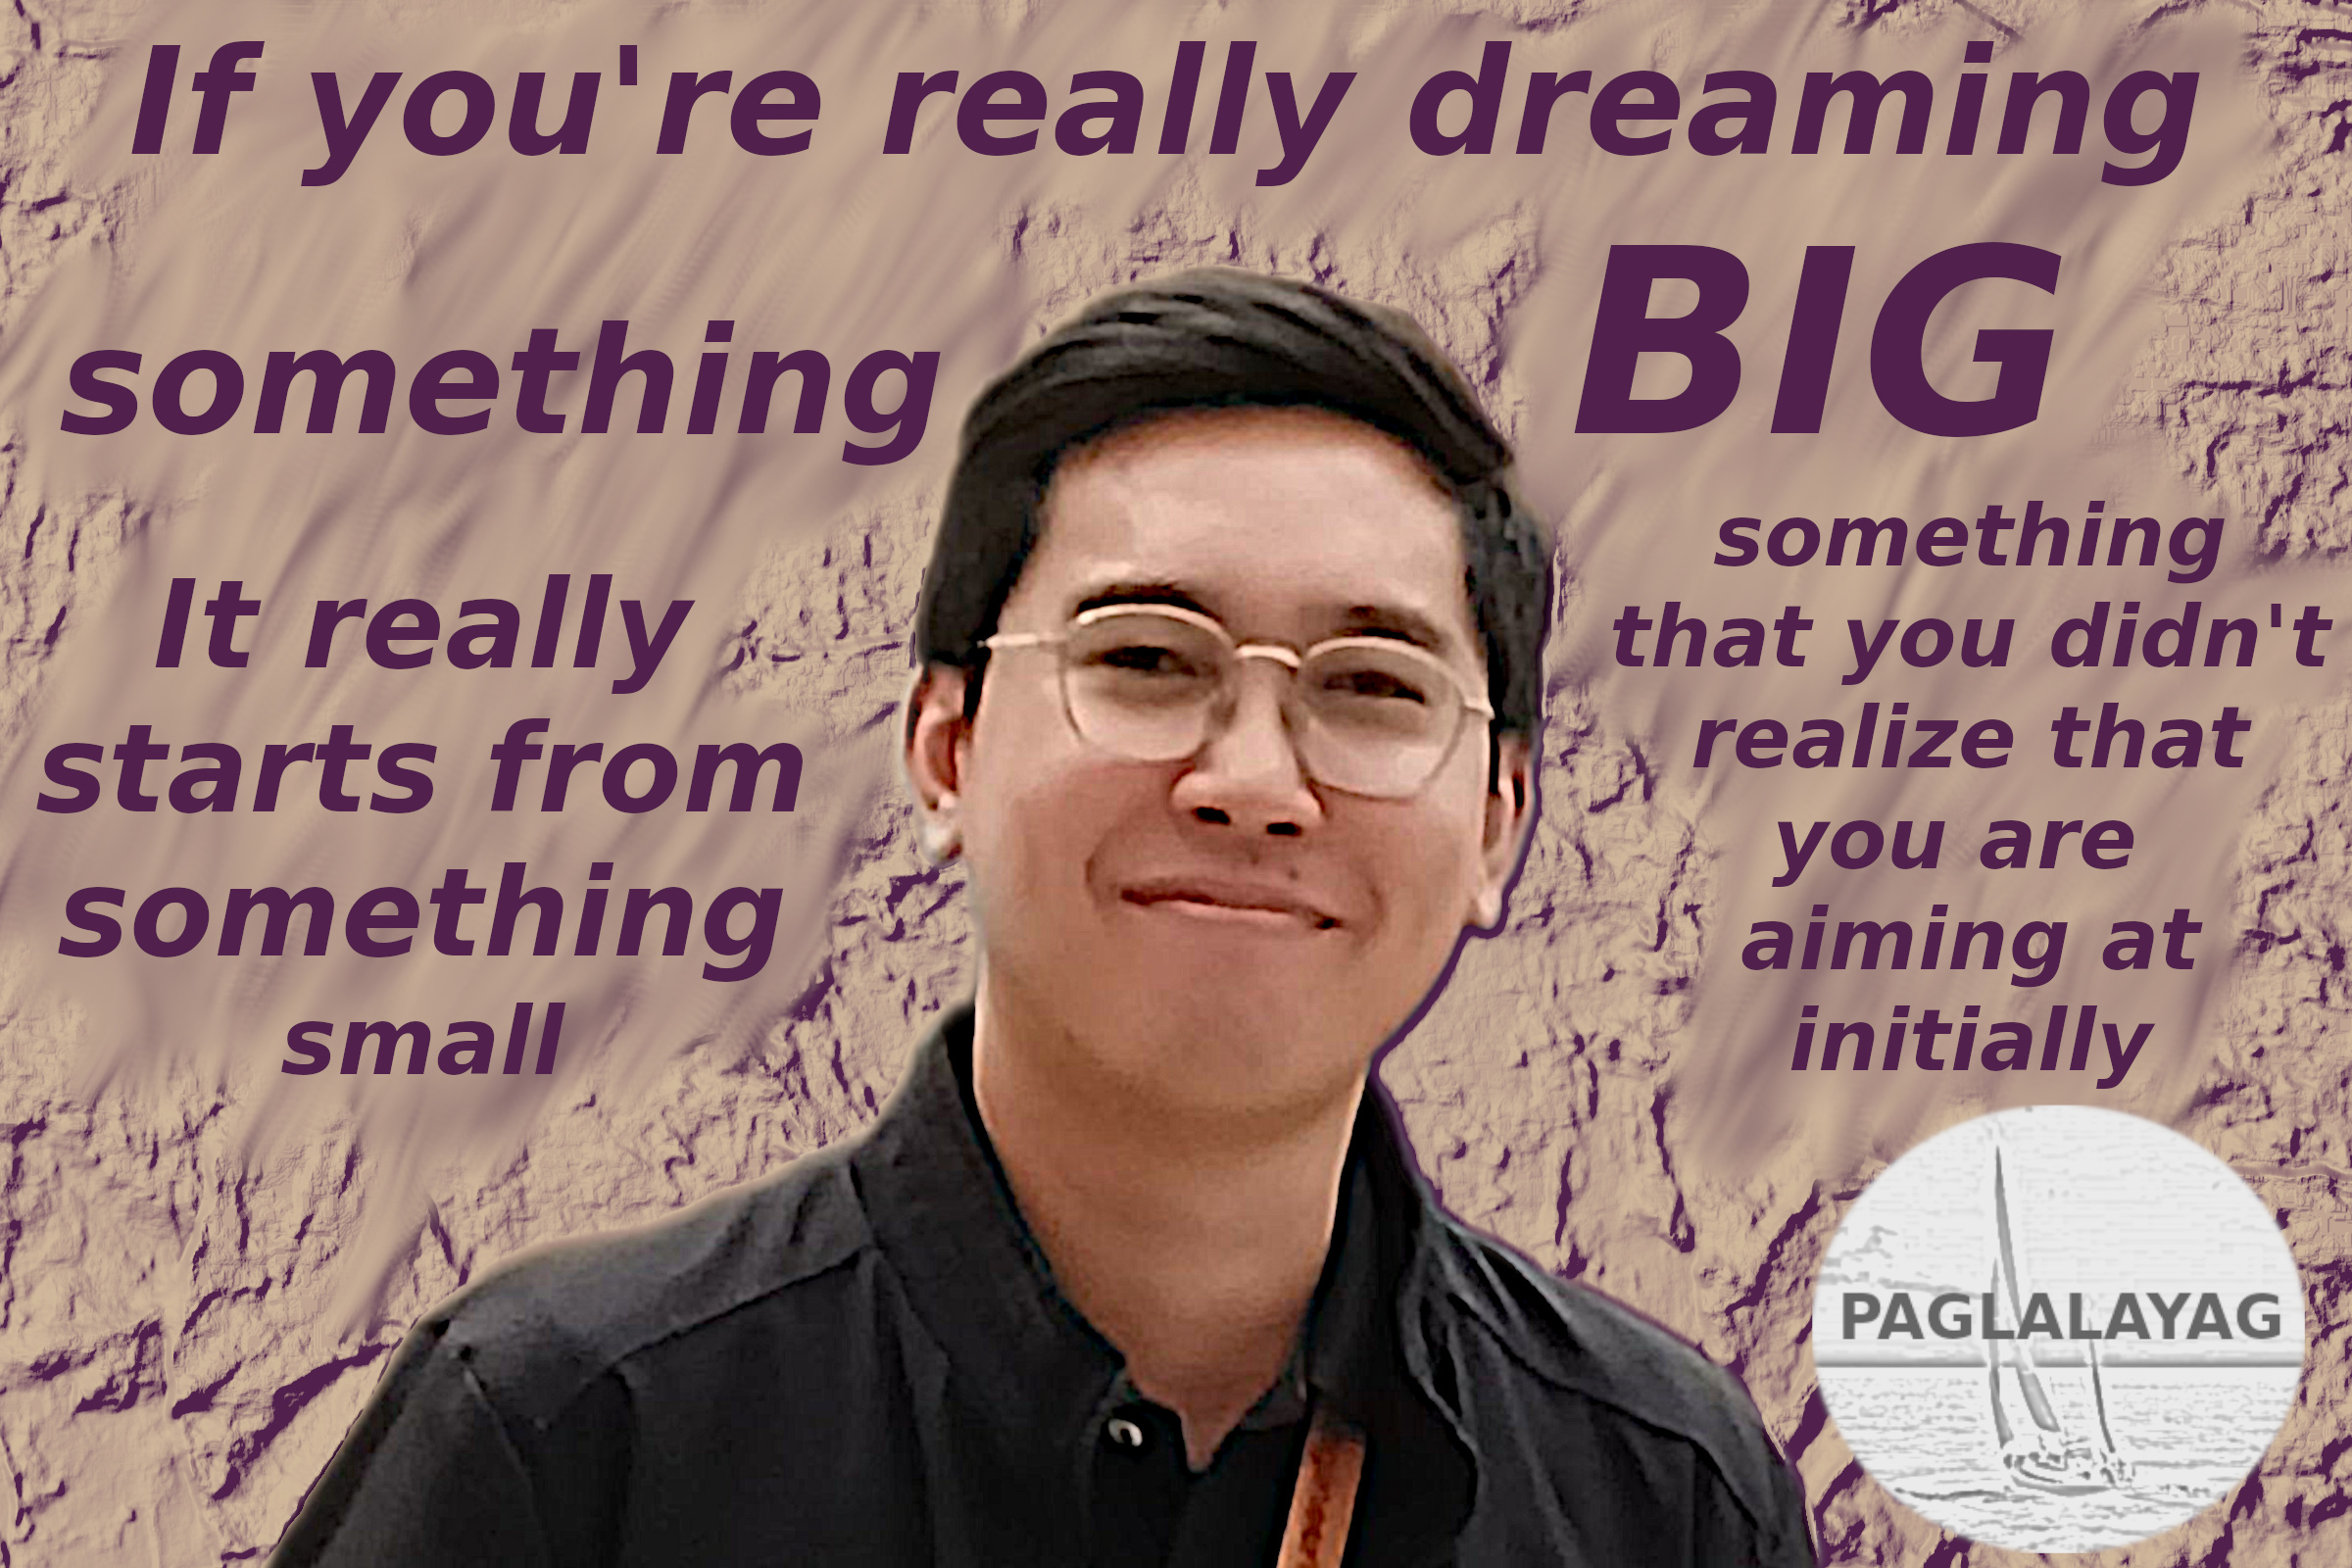 If you're really dreaming
something BIG
It really
starts from
something
small
something
that you didn't
realize that
you are
aiming at
initially
PAGLALAYAG